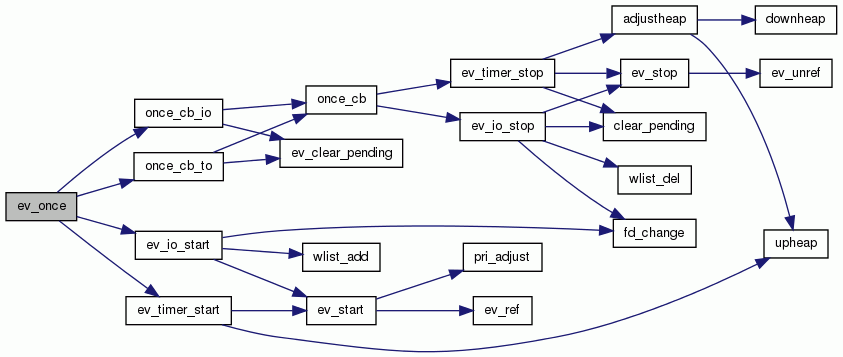 ev_once
once_cb_io
once_cb_to
ev_io_start
ev_timer_start
once_cb
ev_clear_pending
wlist_add
ev_start
ev_timer_stop
ev_io_stop
pri_adjust
ev_ref
adjustheap
ev_stop
clear_pending
wlist_del
fd_change
downheap
ev_unref
upheap